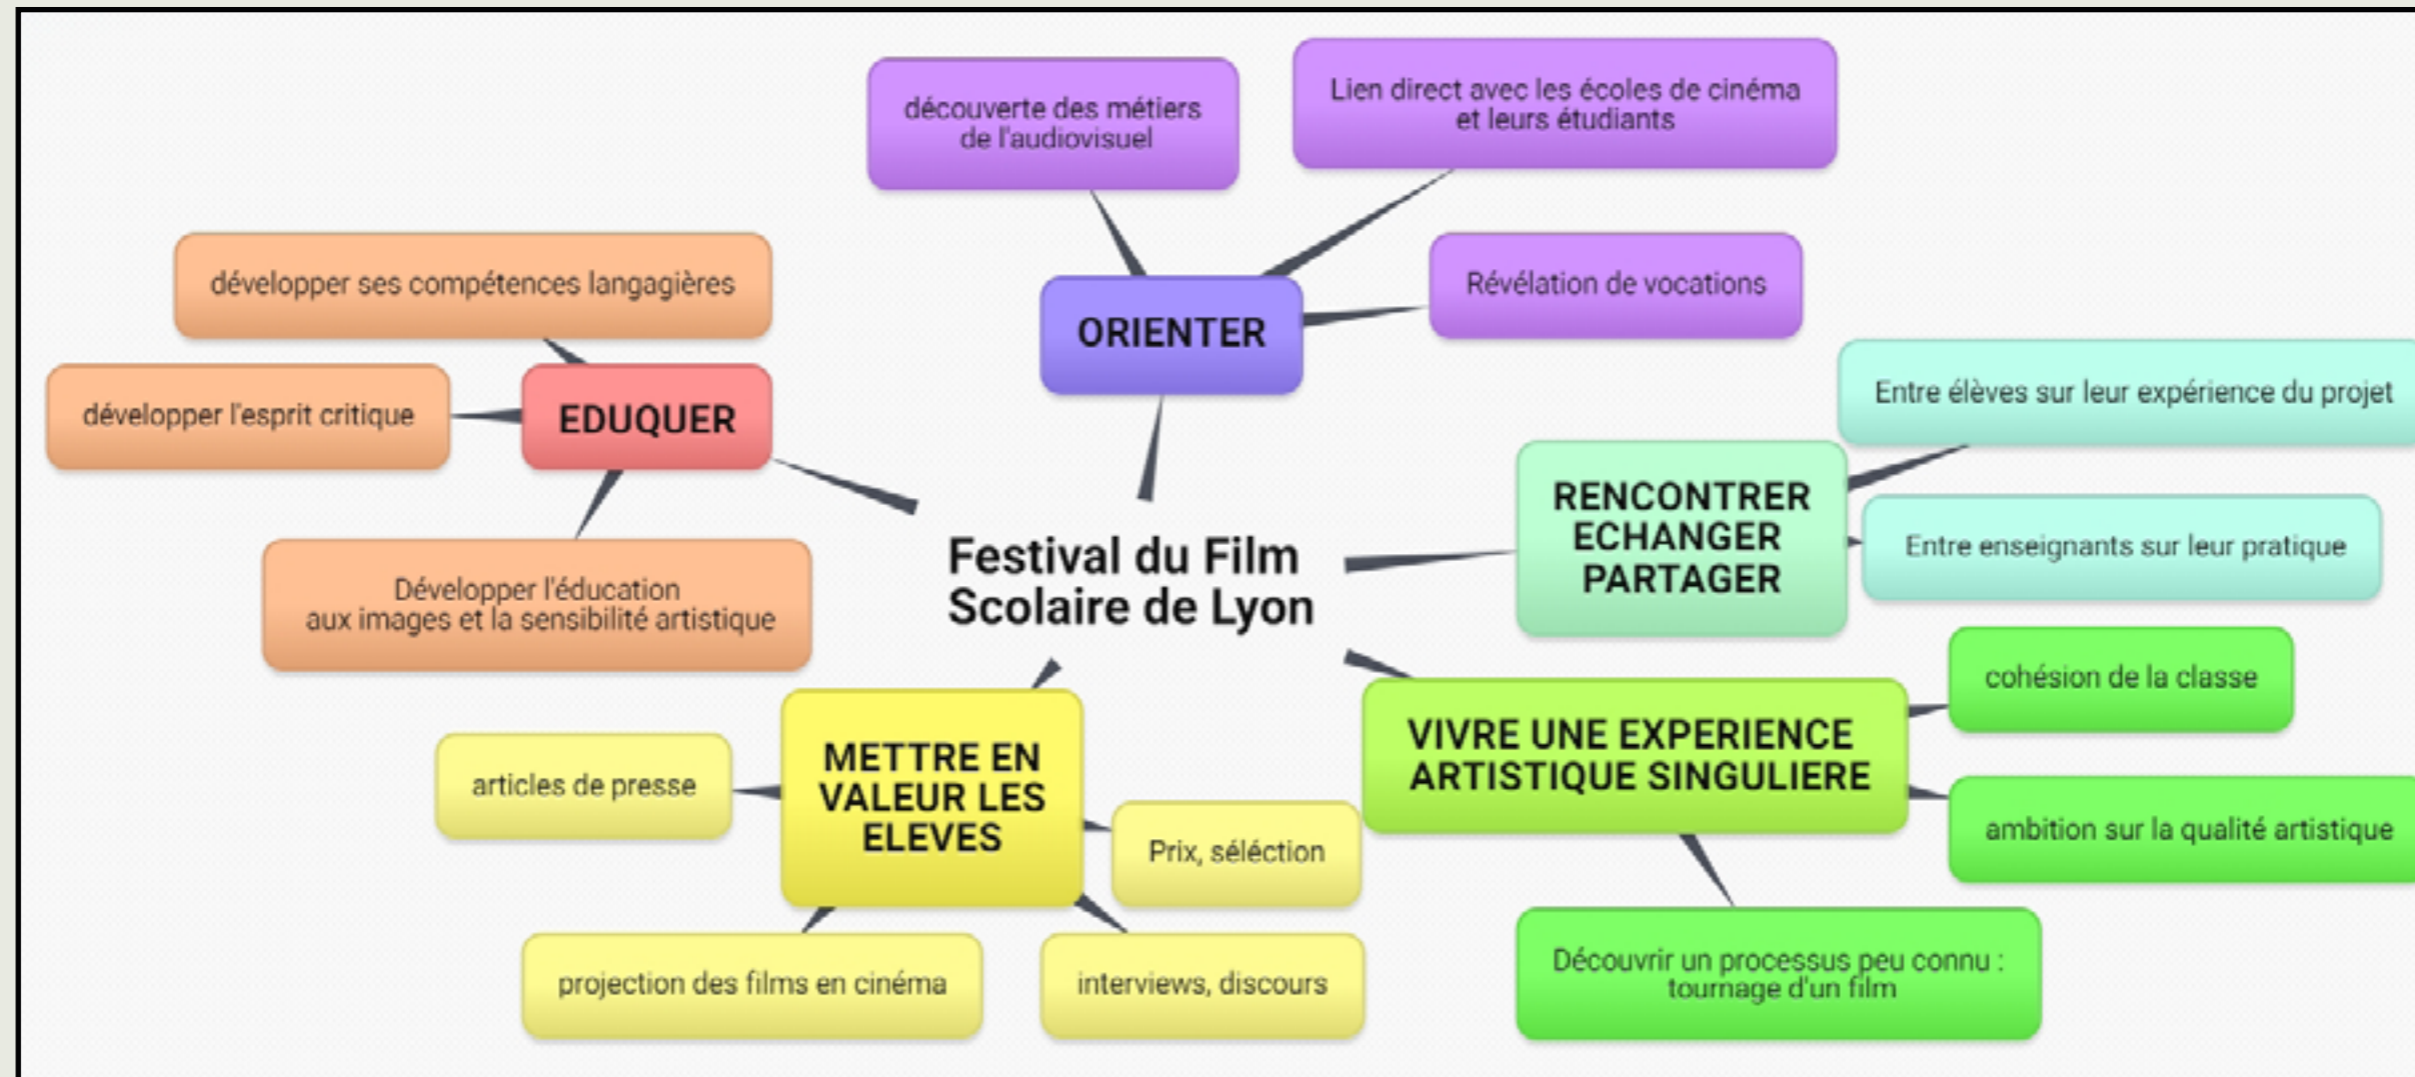 découverte des métiers
de l'audiovisuel
Lien direct avec les écoles de cinéma
et leurs étudiants
Révélation de vocations
ORIENTER
développer ses compétences langagières
développer l'esprit critique
EDUQUER
Développer l'éducation
aux images et la sensibilité artistique
Festival du Film
Scolaire de Lyon
RENCONTRER
ECHANGER
PARTAGER
Entre élèves sur leur expérience du projet
Entre enseignants sur leur pratique
METTRE EN
VALEUR LES
ELEVES
articles de presse
Prix, séléction
projection des films en cinéma
interviews, discours
VIVRE UNE EXPERIENCE
ARTISTIQUE SINGULIERE
cohésion de la classe
ambition sur la qualité artistique
Découvrir un processus peu connu :
tournage d'un film